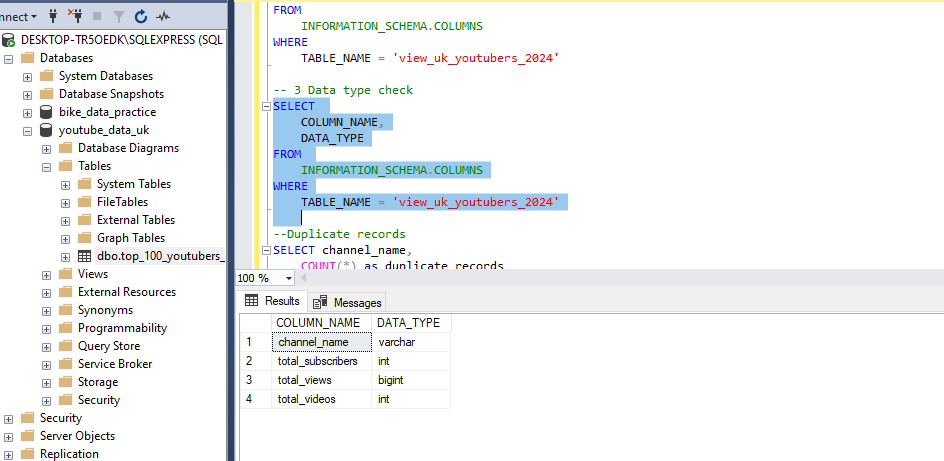 nnect
DESKTOP-TR5OEDK\SQLEXPRESS (SQL
Databases
System Databases
Database Snapshots
bike_data_practice
youtube_data_uk
Database Diagrams
Tables
System Tables
FileTables
External Tables
Graph Tables
dbo.top_100_youtubers_
Views
External Resources
Synonyms
Programmability
Query Store
Service Broker
Storage
Security
Security
Server Objects
Replication
FROM
INFORMATION_SCHEMA.COLUMNS
WHERE
TABLE_NAME = 'view_uk_youtubers_2024'
-- 3 Data type check
SELECT
COLUMN_NAME,
DATA_TYPE
FROM
INFORMATION_SCHEMA.COLUMNS
WHERE
TABLE_NAME = 'view_uk_youtubers_2024'
--Duplicate records
SELECT channel_name,
COUNT(*) as duplicate_records
100 %
Results Messages
COLUMN_NAME DATA_TYPE
1 channel_name varchar
2 total_subscribers int
3 total_views bigint
4 total_videos int